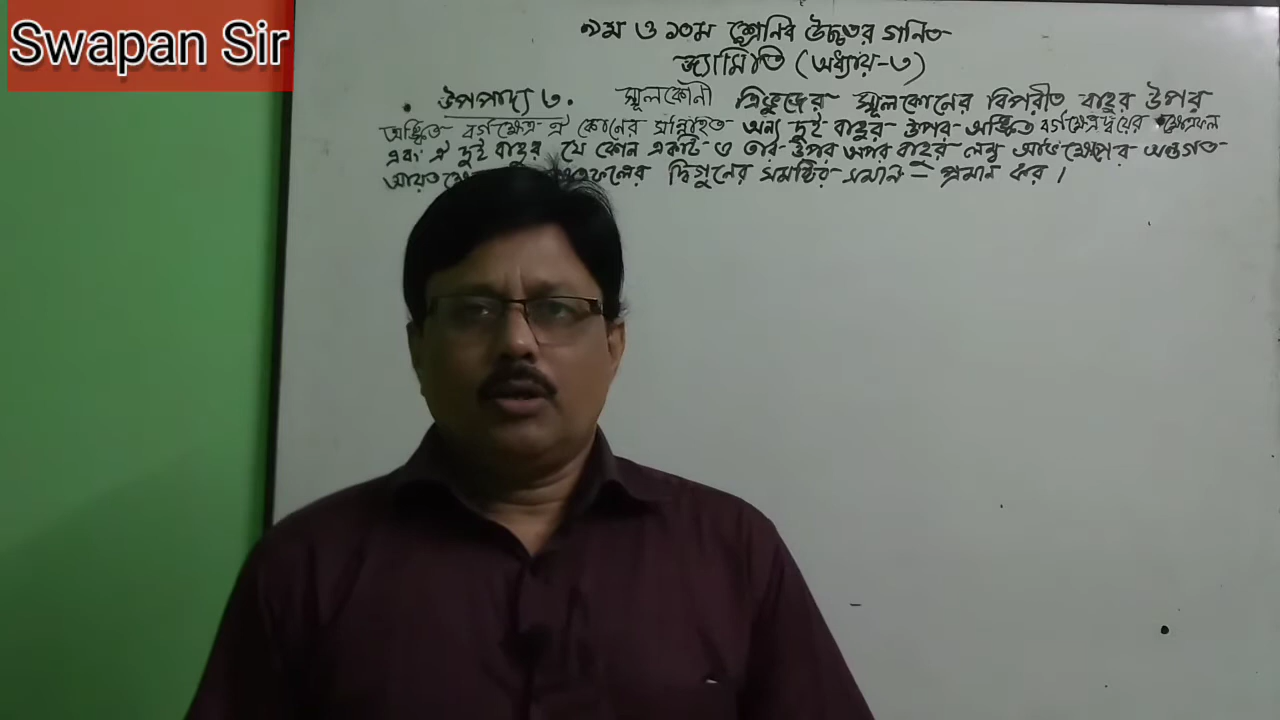 Swapan Sir
৯ম ও ১০ম শ্রেনির উচ্চতর গনিত
জ্যামিতি (অধ্যায়-৩)
উপপাদ্য ৩. স্থূলকৌনী ত্রিভুজের স্থূলকোনের বিপরীত বাহুর উপর
অঙ্কিত বর্গক্ষেত্র ঐ কোনের সন্নিহিত অন্য দুই বাহুর উপর অঙ্কিত বর্গক্ষেত্রদ্বয়ের ক্ষেত্রফল
এবং ঐ দুই বাহুর যে কোন একটি ও তার উপর অপর বাহুর লম্ব অভিক্ষেপের অন্তর্গত
দ্বিগুনের সমষ্টির সমান – প্রমান কর।